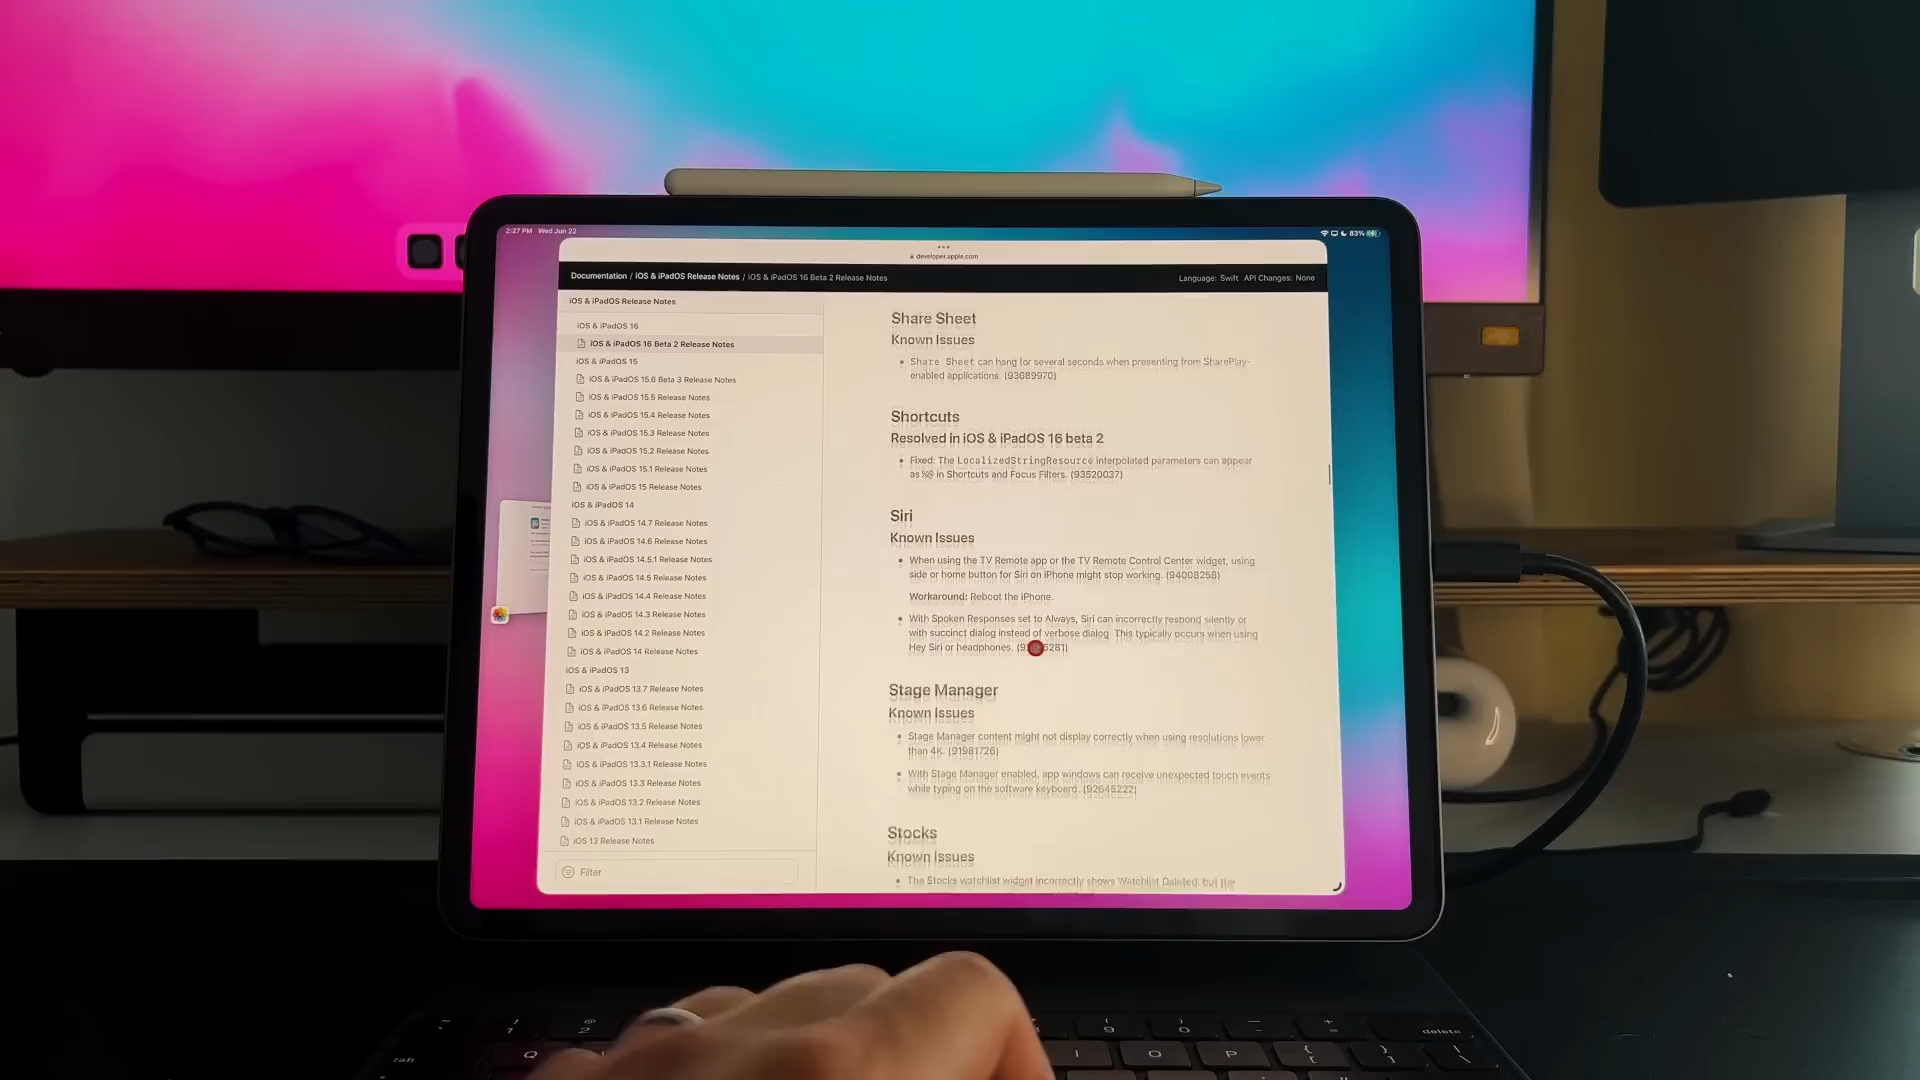 2:27 PM Wed Jun 22
83%
developer.apple.com
Documentation / iOS & iPadOS Release Notes / iOS & iPadOS 16 Beta 2 Release Notes
Language: Swift API Changes: None
iOS & iPadOS Release Notes
iOS & iPadOS 16
iOS & iPadOS 16 Beta 2 Release Notes
iOS & iPadOS 15
iOS & iPadOS 15.6 Beta 3 Release Notes
iOS & iPadOS 15.5 Release Notes
iOS & iPadOS 15.4 Release Notes
iOS & iPadOS 15.3 Release Notes
iOS & iPadOS 15.2 Release Notes
iOS & iPadOS 15.1 Release Notes
iOS & iPadOS 15 Release Notes
iOS & iPadOS 14
iOS & iPadOS 14.7 Release Notes
iOS & iPadOS 14.6 Release Notes
iOS & iPadOS 14.5.1 Release Notes
iOS & iPadOS 14.5 Release Notes
iOS & iPadOS 14.4 Release Notes
iOS & iPadOS 14.3 Release Notes
iOS & iPadOS 14.2 Release Notes
iOS & iPadOS 14 Release Notes
iOS & iPadOS 13
iOS & iPadOS 13.7 Release Notes
iOS & iPadOS 13.6 Release Notes
iOS & iPadOS 13.5 Release Notes
iOS & iPadOS 13.4 Release Notes
iOS & iPadOS 13.3.1 Release Notes
iOS & iPadOS 13.3 Release Notes
iOS & iPadOS 13.2 Release Notes
iOS & iPadOS 13.1 Release Notes
iOS 13 Release Notes
Filter
Share Sheet
Known Issues
• Share Sheet can hang for several seconds when presenting from SharePlay-
enabled applications. (93689970)
Shortcuts
Resolved in iOS & iPadOS 16 beta 2
• Fixed: The LocalizedStringResource interpolated parameters can appear
as %@ in Shortcuts and Focus Filters. (93520037)
Siri
Known Issues
• When using the TV Remote app or the TV Remote Control Center widget, using
side or home button for Siri on iPhone might stop working. (94008258)
Workaround: Reboot the iPhone.
• With Spoken Responses set to Always, Siri can incorrectly respond silently or
with succinct dialog instead of verbose dialog. This typically occurs when using
Hey Siri or headphones.
Stage Manager
Known Issues
• Stage Manager content might not display correctly when using resolutions lower
than 4K. (91981726)
• With Stage Manager enabled, app windows can receive unexpected touch events
while typing on the software keyboard. (92645222)
Stocks
Known Issues
• The Stocks watchlist widget incorrectly shows Watchlist Deleted, but the
~ ! @ ( ) _ + delete
tab Q I O P { [ } ] | \